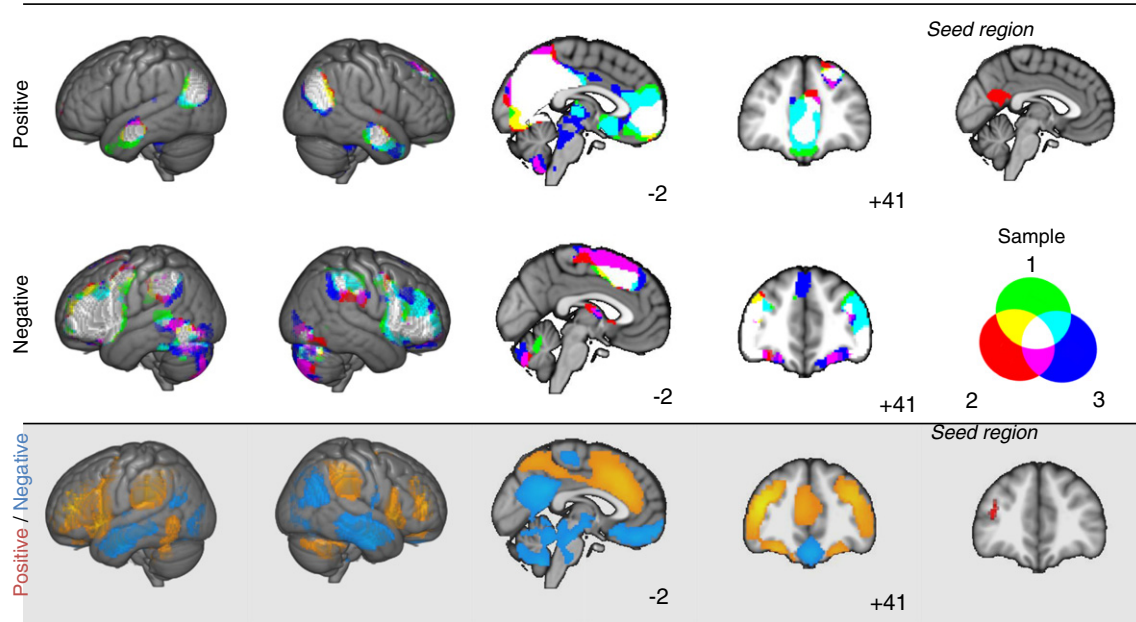 Seed region
Positive
-2
+41
Negative
Sample
1
2
3
-2
+41
Seed region
Positive / Negative
-2
+41